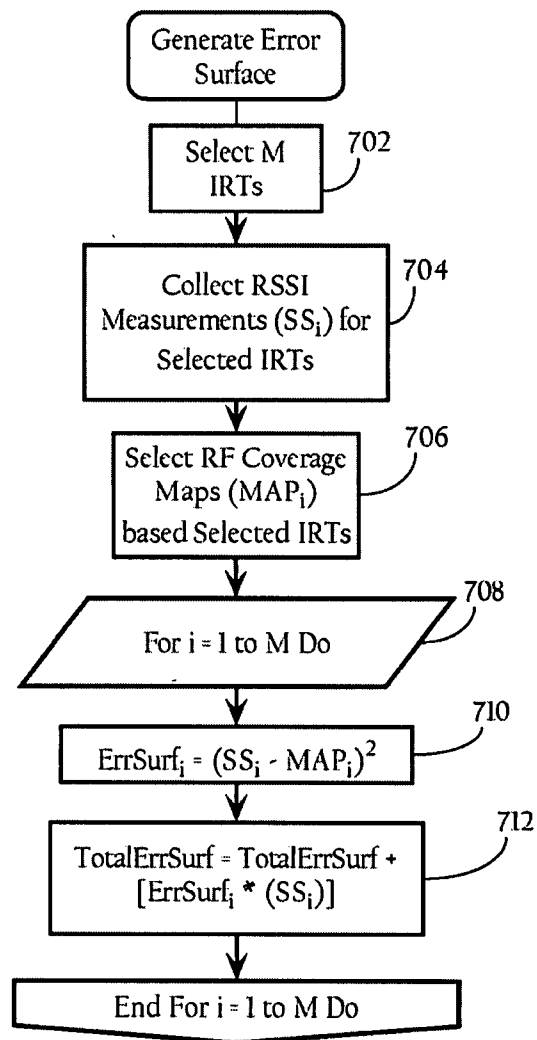 Generate Error
Surface
702
Select M
IRTs
704
Collect RSSI
Measurements (SSi) for
Selected IRTs
706
Select RF Coverage
Maps (MAPi)
based Selected IRTs
708
For i = 1 to M Do
710
ErrSurfi = (SSi - MAPi)2
712
TotalErrSurf = TotalErrSurf +
[ErrSurfi * (SSi)]
End For i = 1 to M Do